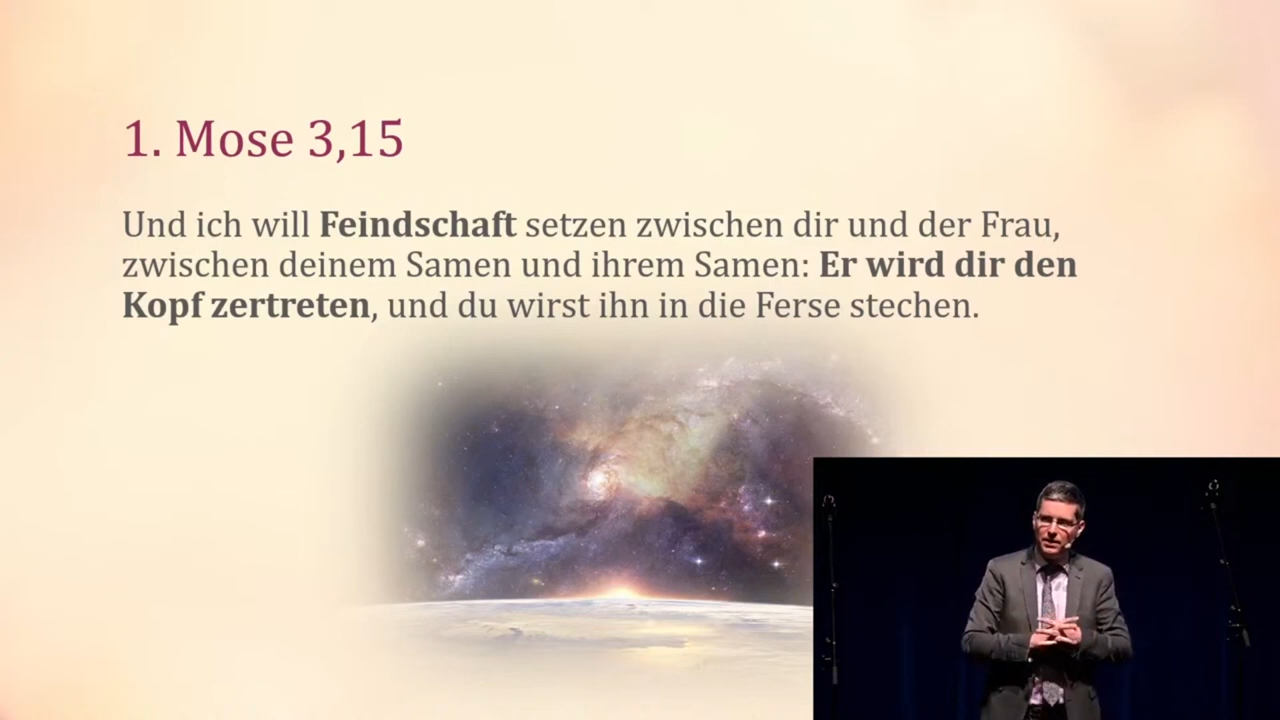 1. Mose 3,15
Und ich will Feindschaft setzen zwischen dir und der Frau,
zwischen deinem Samen und ihrem Samen: Er wird dir den
Kopf zertreten, und du wirst ihn in die Ferse stechen.